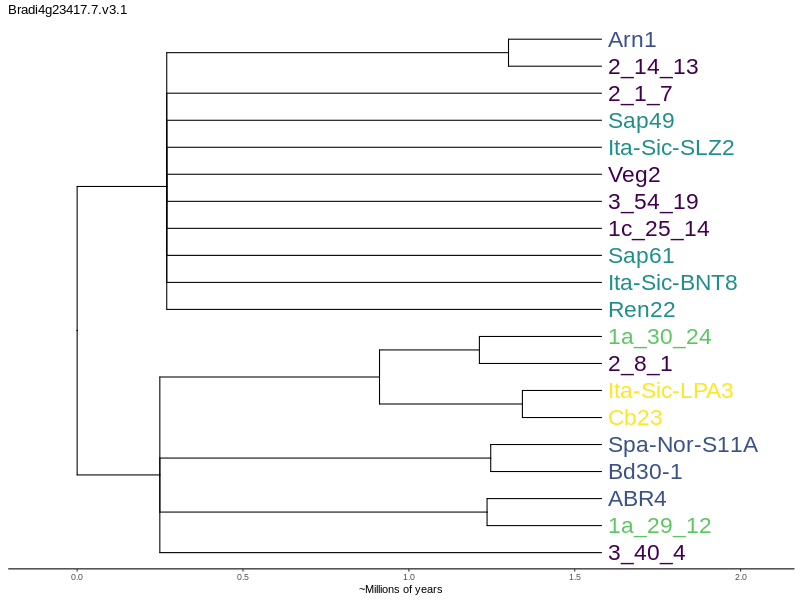 Bradi4g23417.7.v3.1
Arn1
2_14_13
2_1_7
Sap49
Ita-Sic-SLZ2
Veg2
3_54_19
1c_25_14
Sap61
Ita-Sic-BNT8
Ren22
1a_30_24
2_8_1
Ita-Sic-LPA3
Cb23
Spa-Nor-S11A
Bd30-1
ABR4
1a_29_12
3_40_4
0.0 0.5 1.0 1.5 2.0
~Millions of years